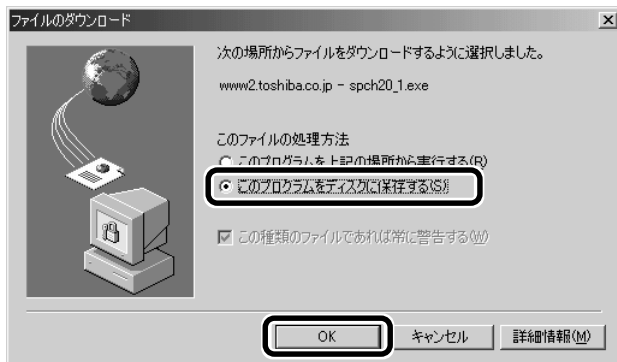 ファイルのダウンロード
次の場所からファイルをダウンロードするように選択しました。
www2.toshiba.co.jp - spch20_1.exe
このファイルの処理方法
このプログラムを上記の場所から実行する(R)
このプログラムをディスクに保存する(S)
この種類のファイルであれば常に警告する(W)
OK
キャンセル
詳細情報(M)